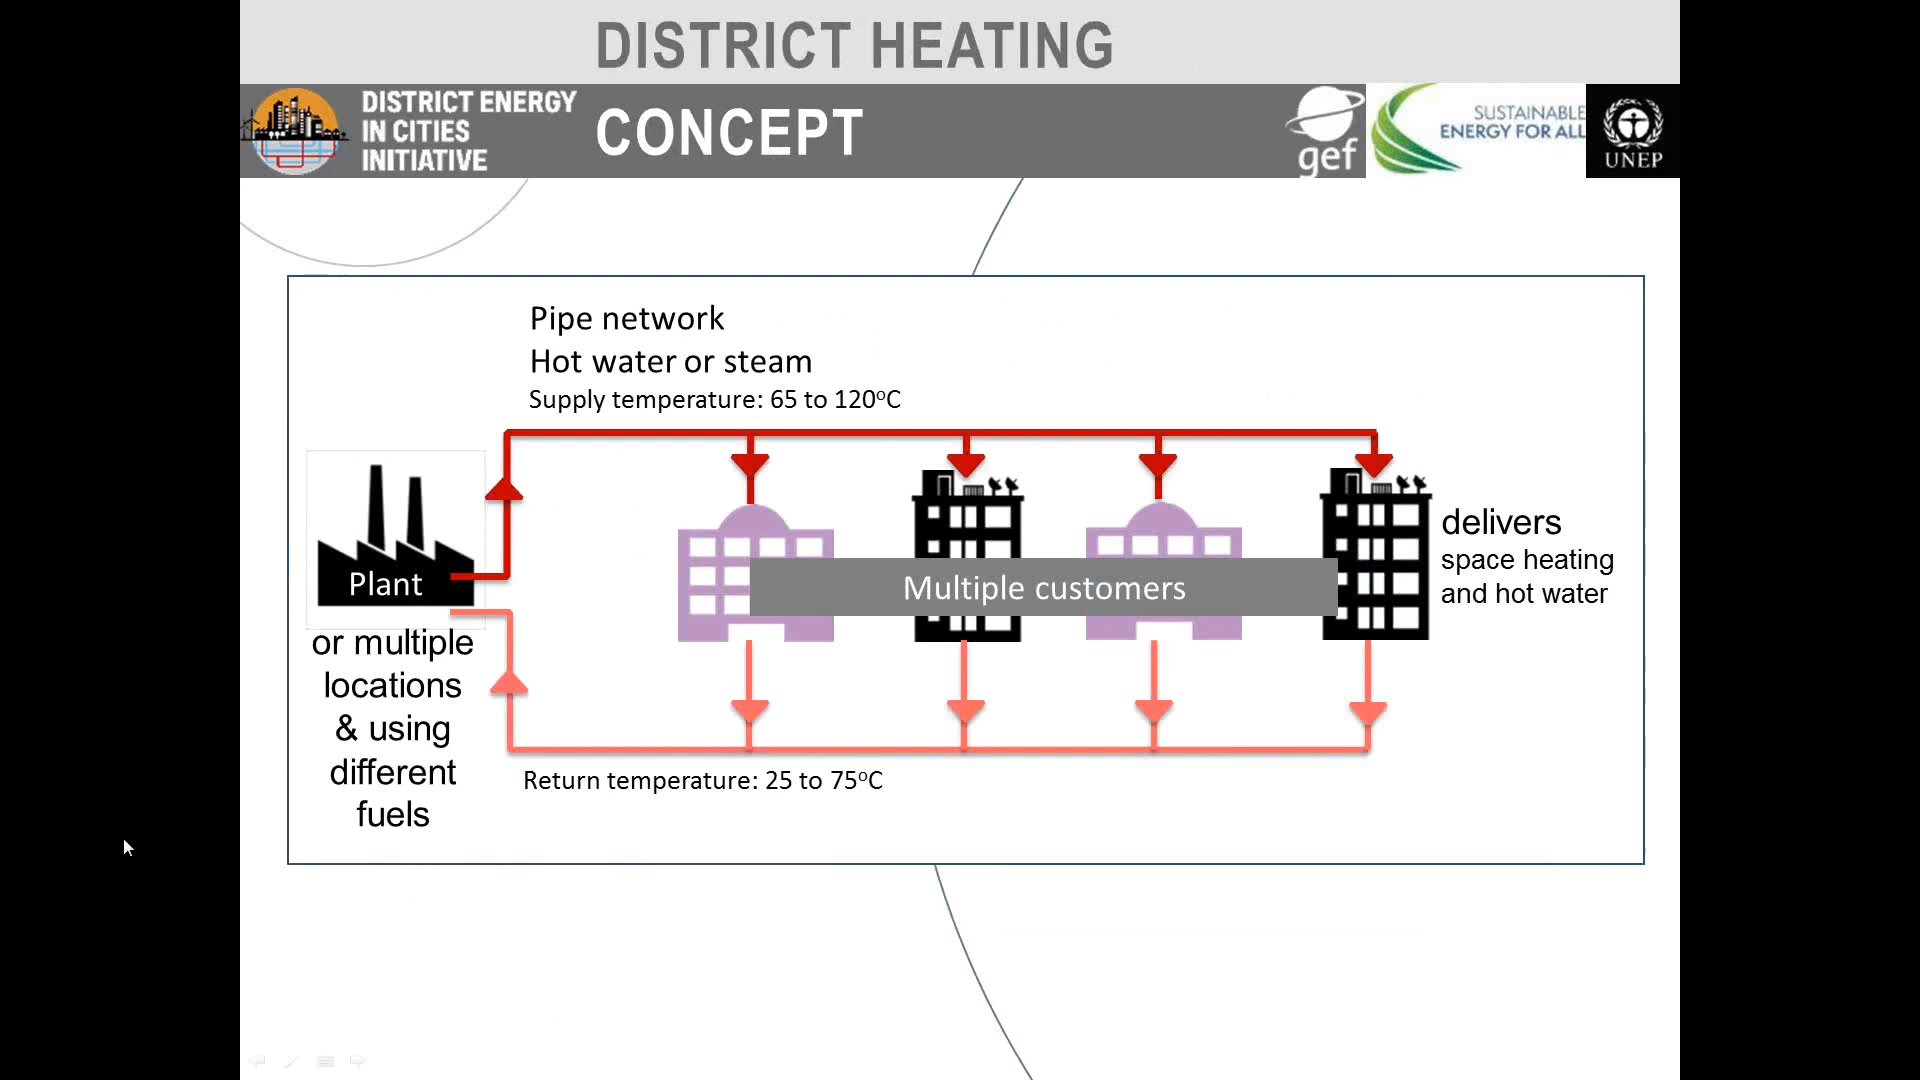 DISTRICT HEATING
DISTRICT ENERGY
IN CITIES
INITIATIVE
CONCEPT
gef
SUSTAINABLE
ENERGY FOR ALL
UNEP
Pipe network
Hot water or steam
Supply temperature: 65 to 120ºC
Plant
or multiple
locations
& using
different
fuels
Multiple customers
delivers
space heating
and hot water
Return temperature: 25 to 75ºC